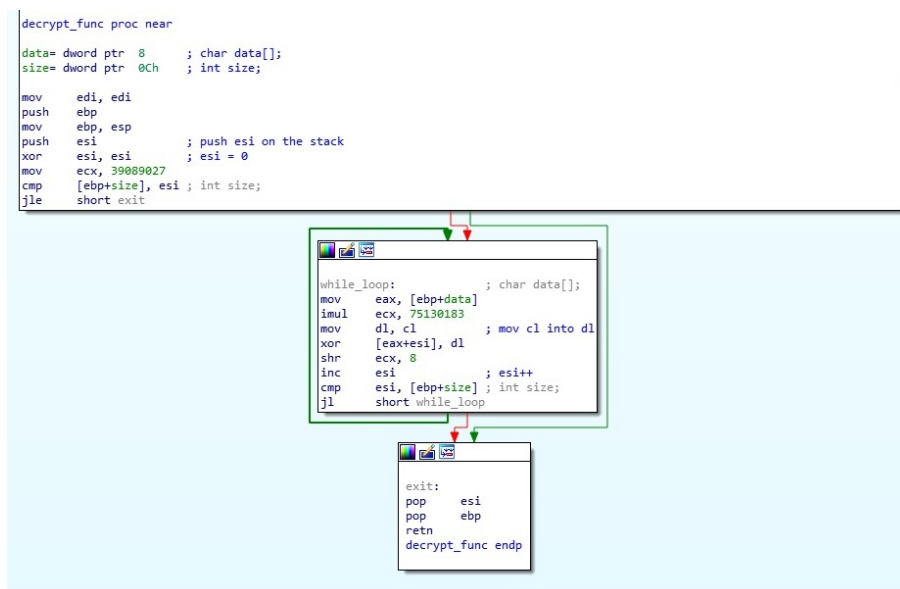 decrypt_func proc near
data= dword ptr  8      ; char data[];
size= dword ptr  0Ch    ; int size;
mov     edi, edi
push    ebp
mov     ebp, esp
push    esi             ; push esi on the stack
xor     esi, esi        ; esi = 0
mov     ecx, 39089027
cmp     [ebp+size], esi ; int size;
jle     short exit
while_loop:             ; char data[];
mov     eax, [ebp+data]
imul    ecx, 75130183
mov     dl, cl          ; mov cl into dl
xor     [eax+esi], dl
shr     ecx, 8
inc     esi             ; esi++
cmp     esi, [ebp+size] ; int size;
jl      short while_loop
exit:
pop     esi
pop     ebp
retn
decrypt_func endp